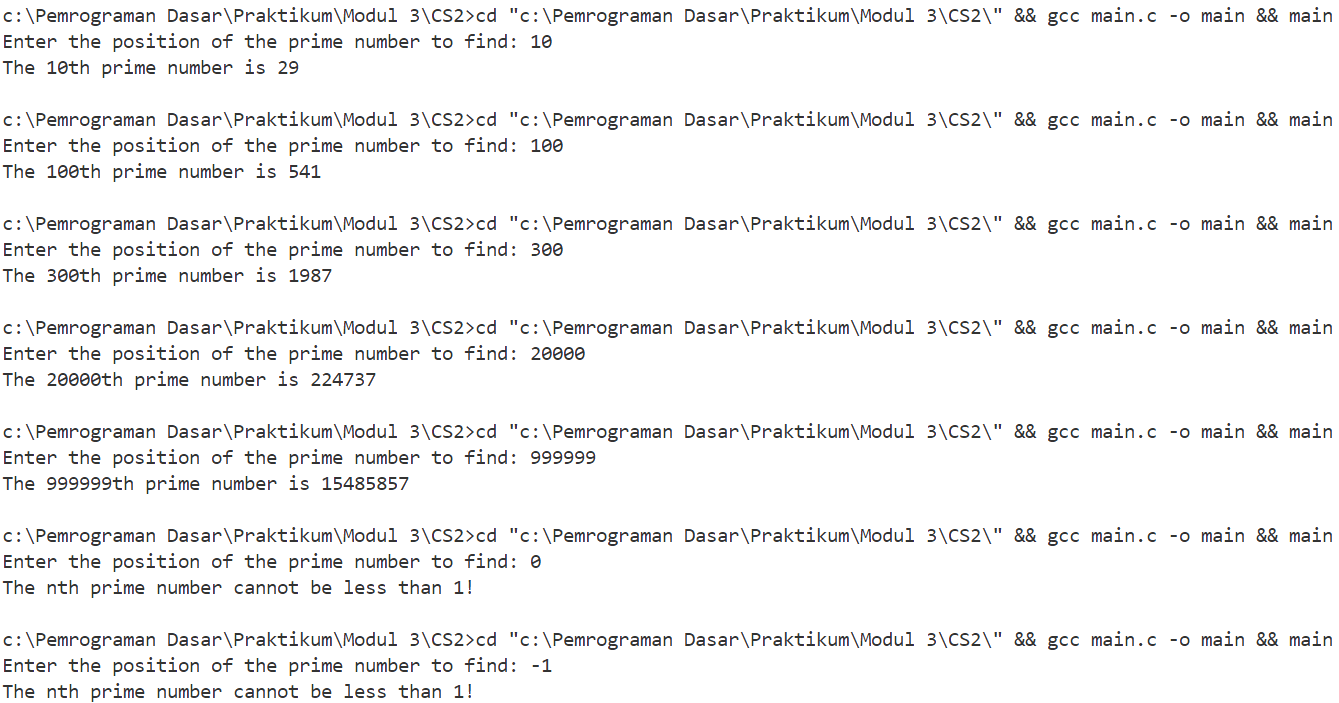 c:\Pemrograman Dasar\Praktikum\Modul 3\CS2>cd "c:\Pemrograman Dasar\Praktikum\Modul 3\CS2\" && gcc main.c -o main && main
Enter the position of the prime number to find: 10
The 10th prime number is 29
c:\Pemrograman Dasar\Praktikum\Modul 3\CS2>cd "c:\Pemrograman Dasar\Praktikum\Modul 3\CS2\" && gcc main.c -o main && main
Enter the position of the prime number to find: 100
The 100th prime number is 541
c:\Pemrograman Dasar\Praktikum\Modul 3\CS2>cd "c:\Pemrograman Dasar\Praktikum\Modul 3\CS2\" && gcc main.c -o main && main
Enter the position of the prime number to find: 300
The 300th prime number is 1987
c:\Pemrograman Dasar\Praktikum\Modul 3\CS2>cd "c:\Pemrograman Dasar\Praktikum\Modul 3\CS2\" && gcc main.c -o main && main
Enter the position of the prime number to find: 20000
The 20000th prime number is 224737
c:\Pemrograman Dasar\Praktikum\Modul 3\CS2>cd "c:\Pemrograman Dasar\Praktikum\Modul 3\CS2\" && gcc main.c -o main && main
Enter the position of the prime number to find: 999999
The 999999th prime number is 15485857
c:\Pemrograman Dasar\Praktikum\Modul 3\CS2>cd "c:\Pemrograman Dasar\Praktikum\Modul 3\CS2\" && gcc main.c -o main && main
Enter the position of the prime number to find: 0
The nth prime number cannot be less than 1!
c:\Pemrograman Dasar\Praktikum\Modul 3\CS2>cd "c:\Pemrograman Dasar\Praktikum\Modul 3\CS2\" && gcc main.c -o main && main
Enter the position of the prime number to find: -1
The nth prime number cannot be less than 1!